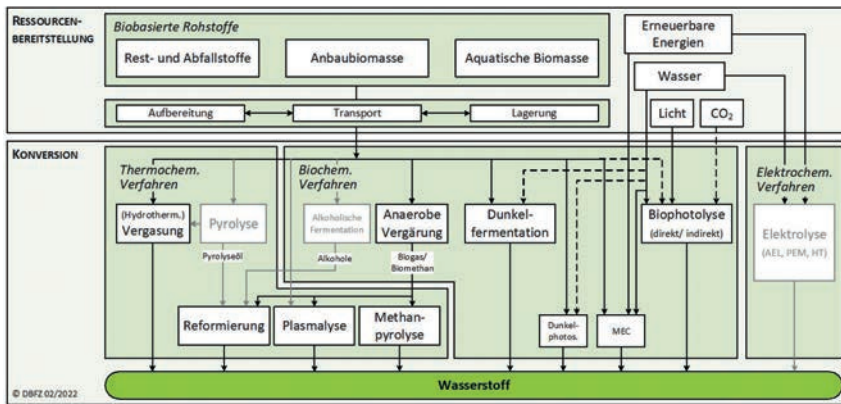 RESSOURCEN-
BEREITSTELLUNG
Biobasierte Rohstoffe
Rest- und Abfallstoffe
Anbaubiomasse
Aquatische Biomasse
Erneuerbare
Energien
Wasser
Aufbereitung
Transport
Lagerung
Licht
CO₂
KONVERSION
Thermochem.
Verfahren
Biochem.
Verfahren
Elektrochem.
Verfahren
(Hydrotherm.)
Vergasung
Pyrolyse
Alkoholische
Fermentation
Anaerobe
Vergärung
Dunkel-
fermentation
Biophotolyse
(direkt/ indirekt)
Elektrolyse
(AEL, PEM, HT)
Pyrolyseöl
Alkohole
Biogas/
Biomethan
Reformierung
Plasmalyse
Methan-
pyrolyse
Dunkel-
photos.
MEC
Wasserstoff
© DBFZ 02/2022